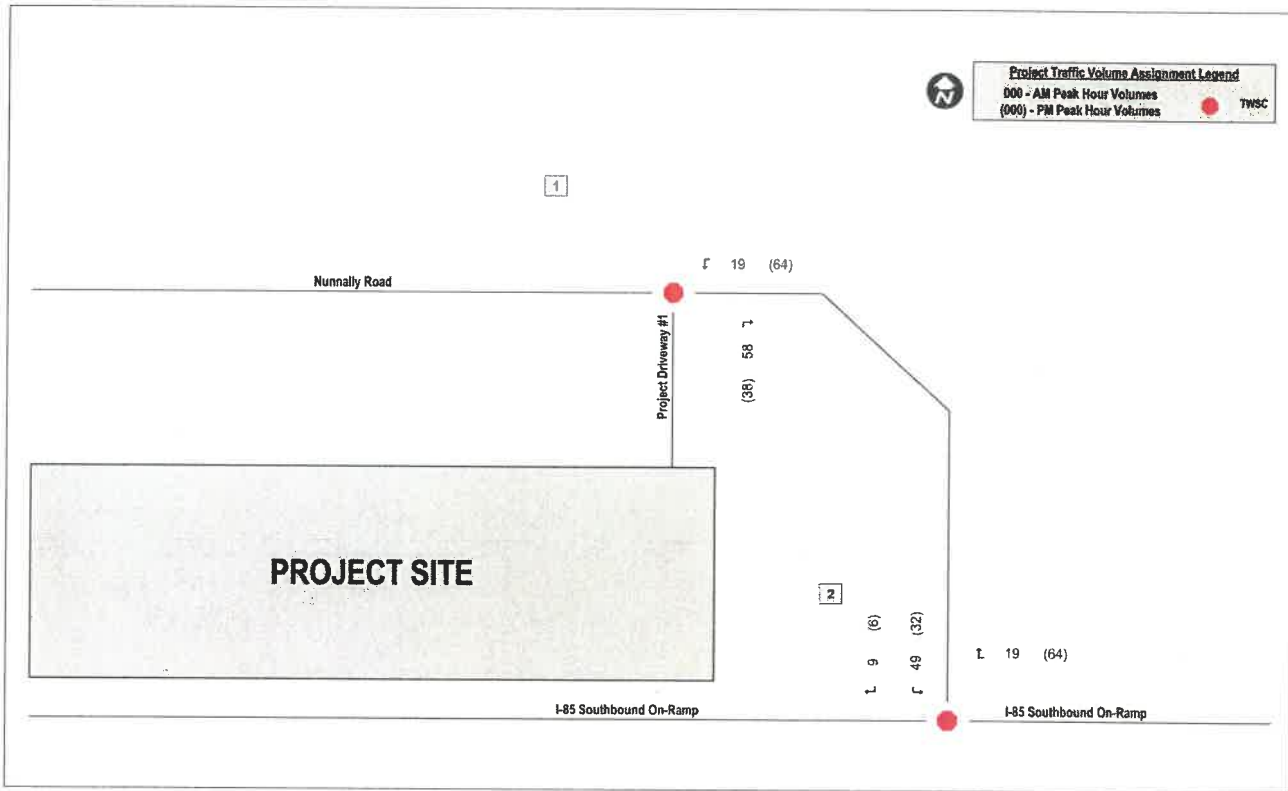 Project Traffic Volume Assignment Legend
000 - AM Peak Hour Volumes
(000) - PM Peak Hour Volumes
TWSC
N
1
19 (64)
Nunnally Road
Project Driveway #1
(38) 58
PROJECT SITE
2
9 (6)
49 (32)
19 (64)
I-85 Southbound On-Ramp
I-85 Southbound On-Ramp